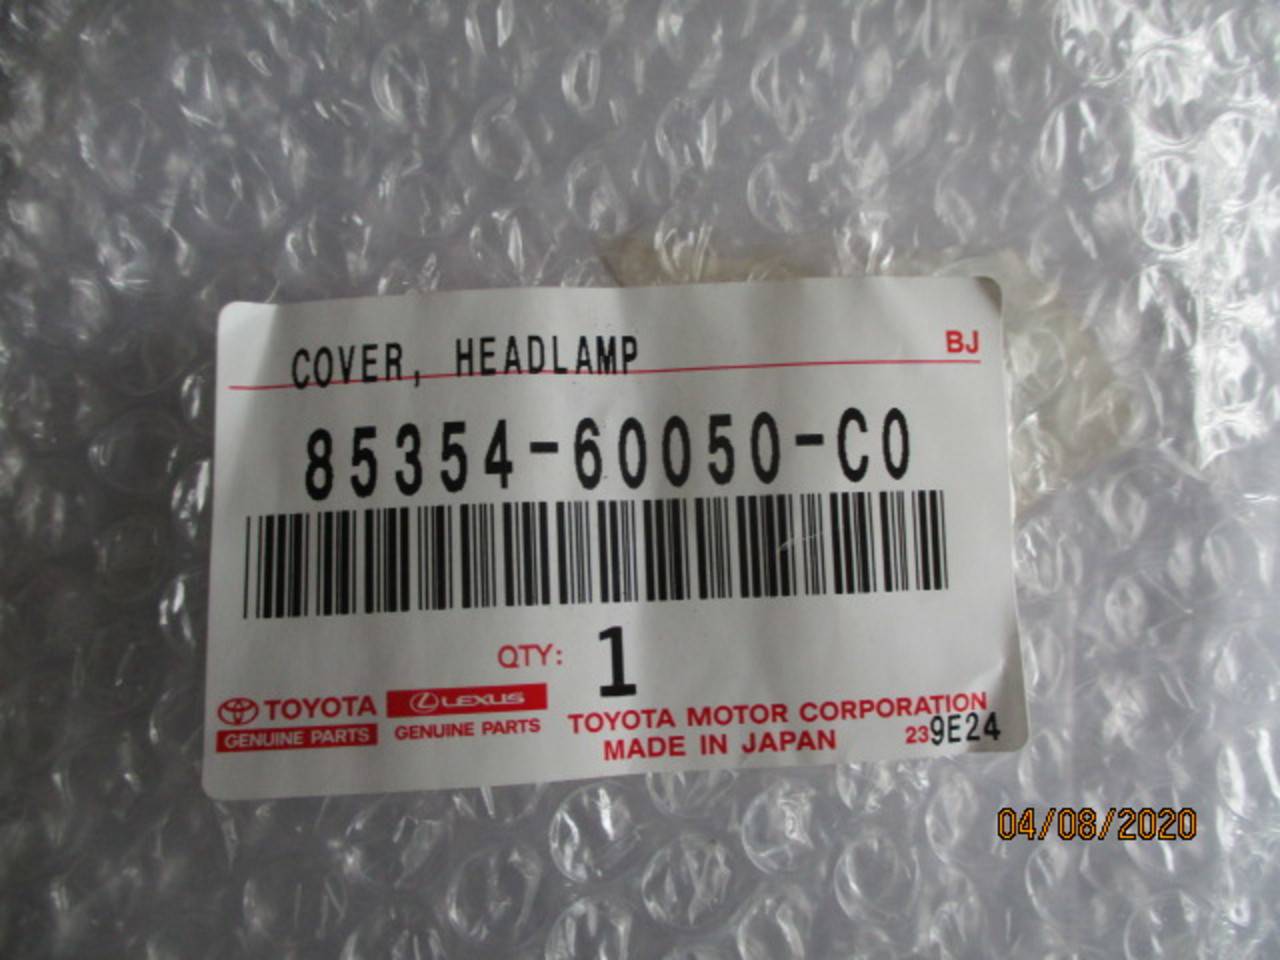 COVER, HEADLAMP
BJ
85354-60050-C0
QTY: 1
TOYOTA
GENUINE PARTS
LEXUS
GENUINE PARTS
TOYOTA MOTOR CORPORATION
MADE IN JAPAN
239E24
04/08/2020